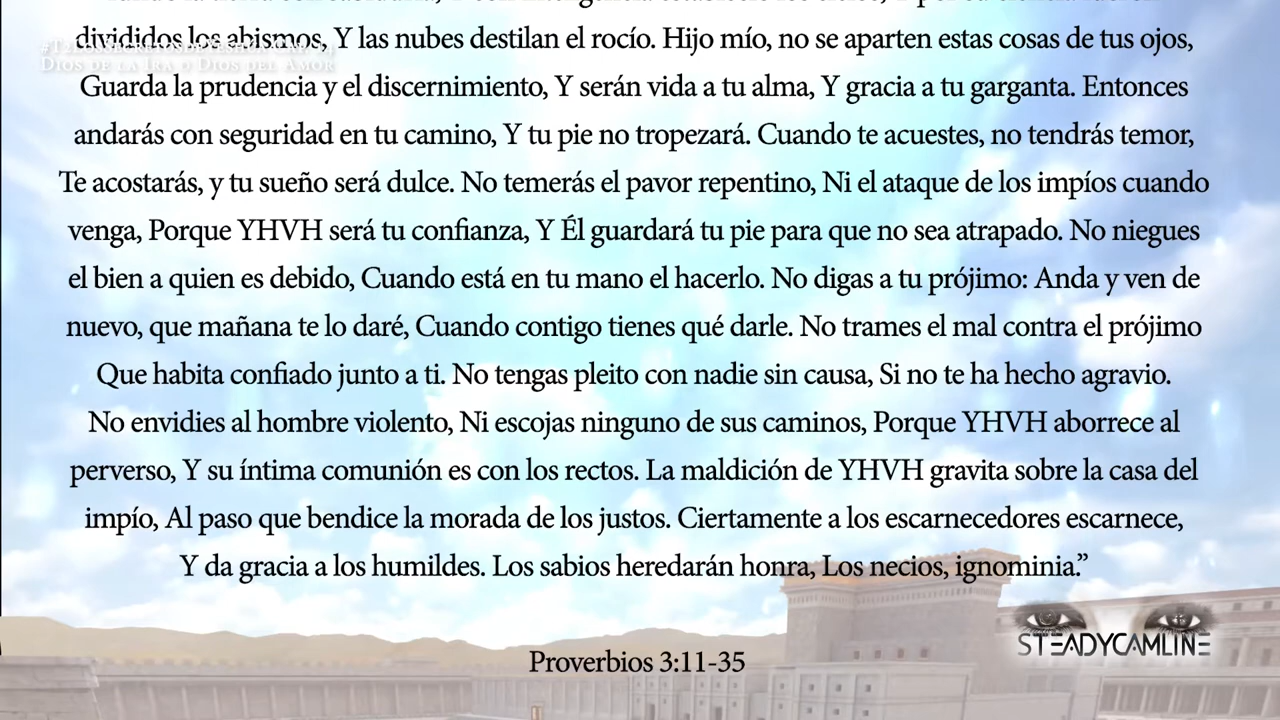 divididos los abismos, Y las nubes destilan el rocío. Hijo mío, no se aparten estas cosas de tus ojos,
Guarda la prudencia y el discernimiento, Y serán vida a tu alma, Y gracia a tu garganta. Entonces
andarás con seguridad en tu camino, Y tu pie no tropezará. Cuando te acuestes, no tendrás temor,
Te acostarás, y tu sueño será dulce. No temerás el pavor repentino, Ni el ataque de los impíos cuando
venga, Porque YHVH será tu confianza, Y Él guardará tu pie para que no sea atrapado. No niegues
el bien a quien es debido, Cuando está en tu mano el hacerlo. No digas a tu prójimo: Anda y ven de
nuevo, que mañana te lo daré, Cuando contigo tienes qué darle. No trames el mal contra el prójimo
Que habita confiado junto a ti. No tengas pleito con nadie sin causa, Si no te ha hecho agravio.
No envidies al hombre violento, Ni escojas ninguno de sus caminos, Porque YHVH aborrece al
perverso, Y su íntima comunión es con los rectos. La maldición de YHVH gravita sobre la casa del
impío, Al paso que bendice la morada de los justos. Ciertamente a los escarnecedores escarnece,
Y da gracia a los humildes. Los sabios heredarán honra, Los necios, ignominia.”
Proverbios 3:11-35
Dios de la Ira o Dios del Amor
STEADYCAMLINE